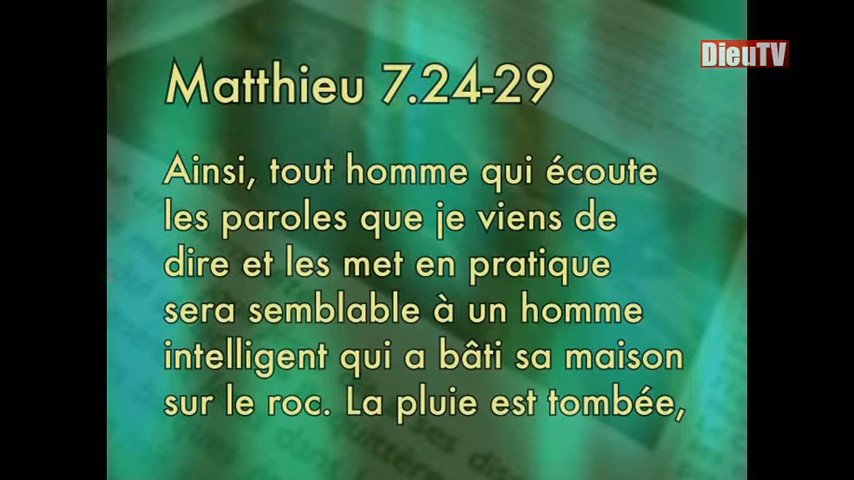 DieuTV
Matthieu 7.24-29
Ainsi, tout homme qui écoute
les paroles que je viens de
dire et les met en pratique
sera semblable à un homme
intelligent qui a bâti sa maison
sur le roc. La pluie est tombée,